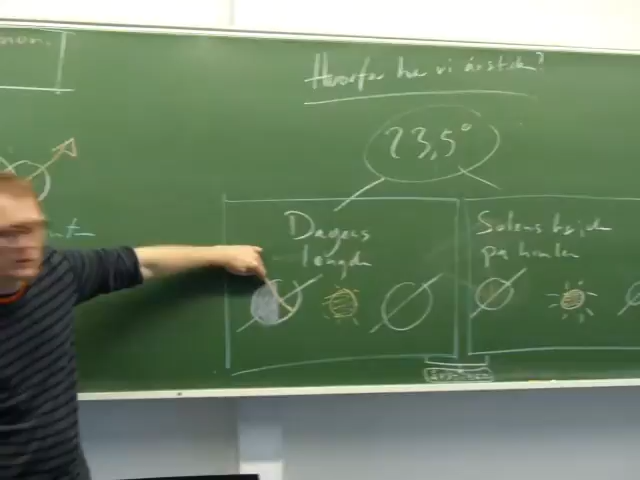 Hvorfor har vi årstider?
23,5°
Dagens
længde
Solens højde
på himlen